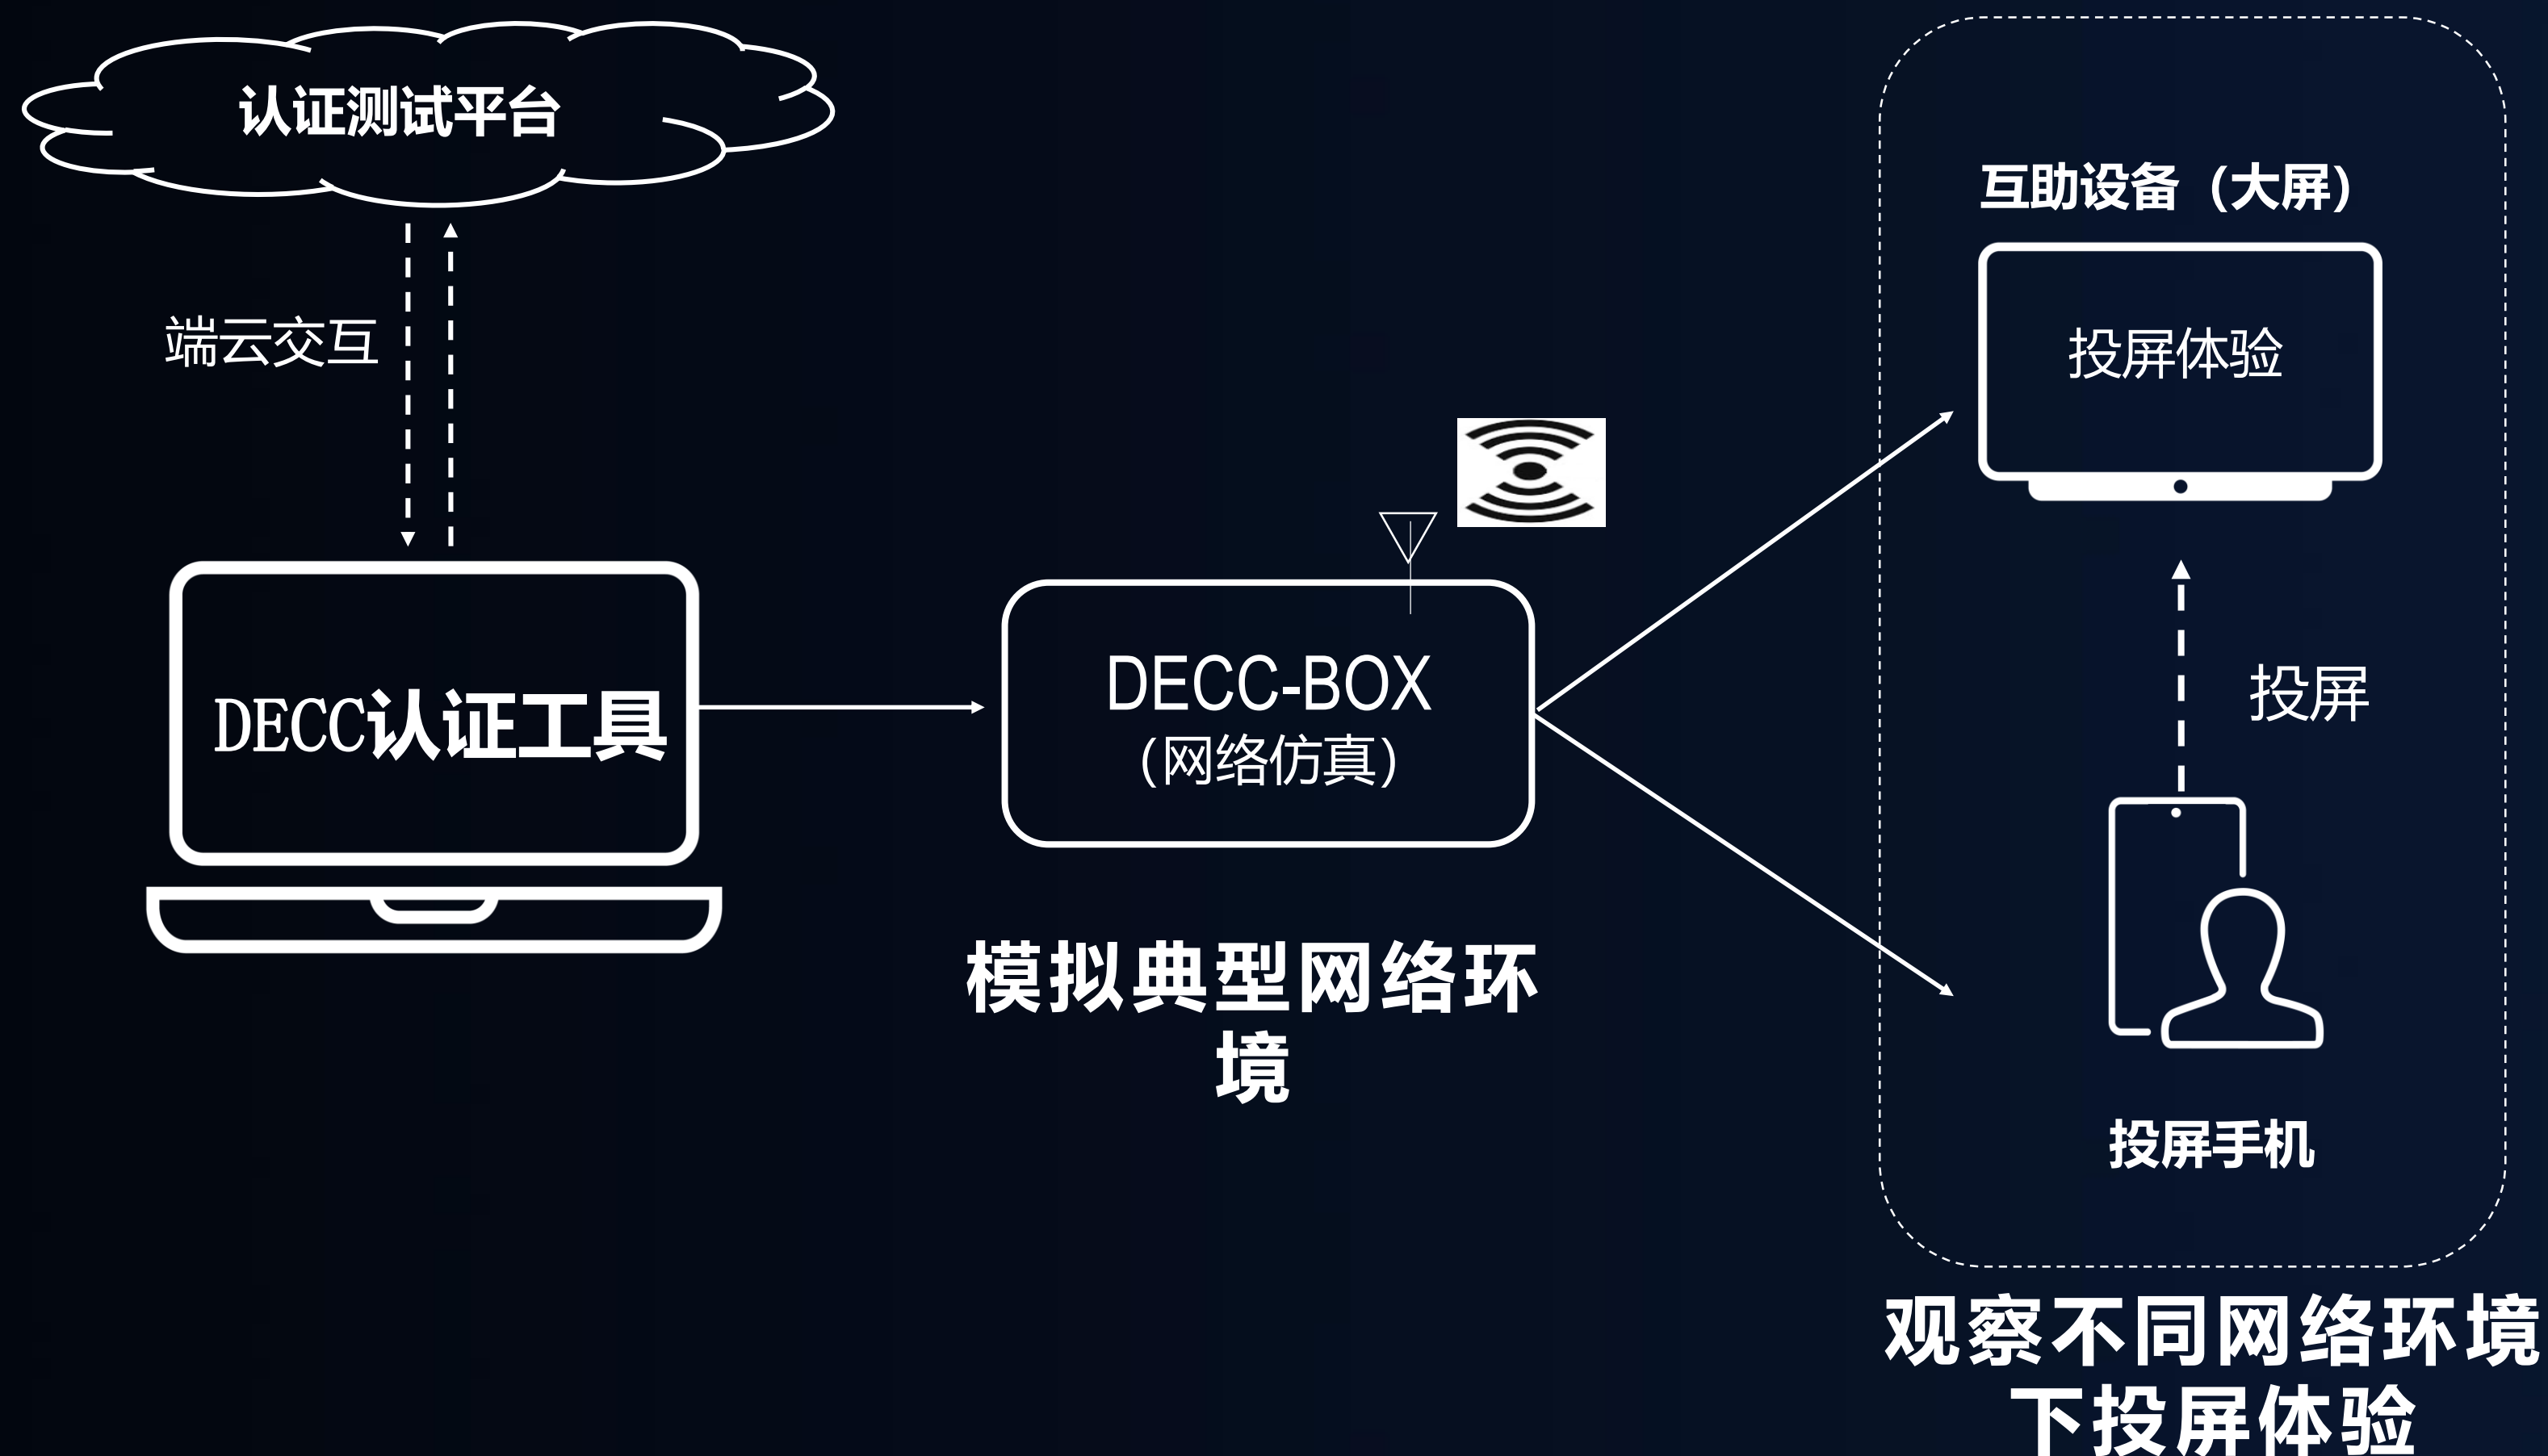 认证测试平台
端云交互
DECC认证工具
DECC-BOX
（网络仿真）
模拟典型网络环
境
互助设备（大屏）
投屏体验
投屏
投屏手机
观察不同网络环境
下投屏体验